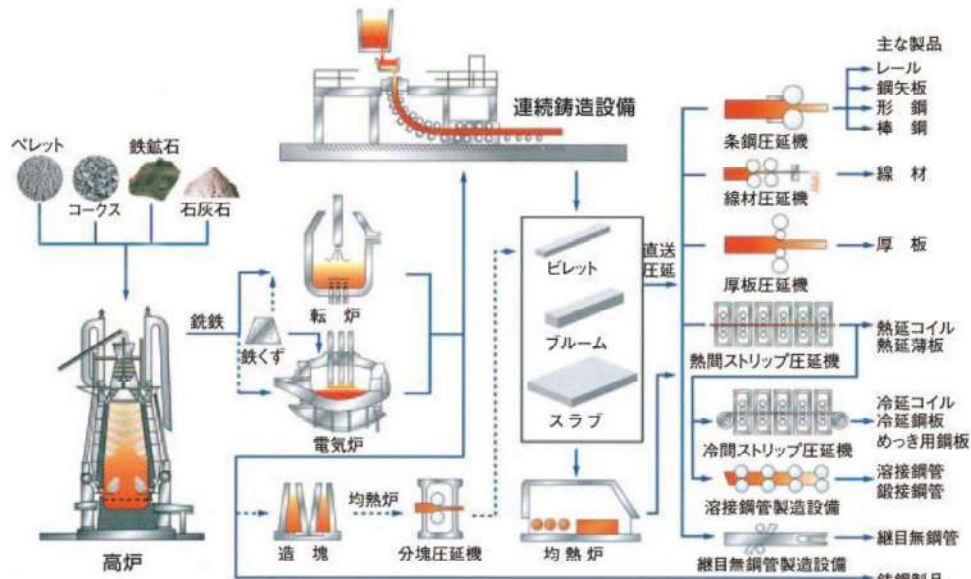 主な製品
レール
鋼矢板
形 鋼
棒 鋼
連続鋳造設備
条鋼圧延機
ペレット
鉄鉱石
コークス
石灰石
線 材
線材圧延機
ビレット
直送
圧延
厚 板
厚板圧延機
銑鉄
転 炉
鉄くず
ブルーム
熱延コイル
熱延薄板
熱間ストリップ圧延機
スラブ
冷延コイル
冷延鋼板
めっき用鋼板
電気炉
冷間ストリップ圧延機
均熱炉
溶接鋼管
鍛接鋼管
溶接鋼管製造設備
高炉
造 塊
分塊圧延機
均熱炉
継目無鋼管
継目無鋼管製造設備